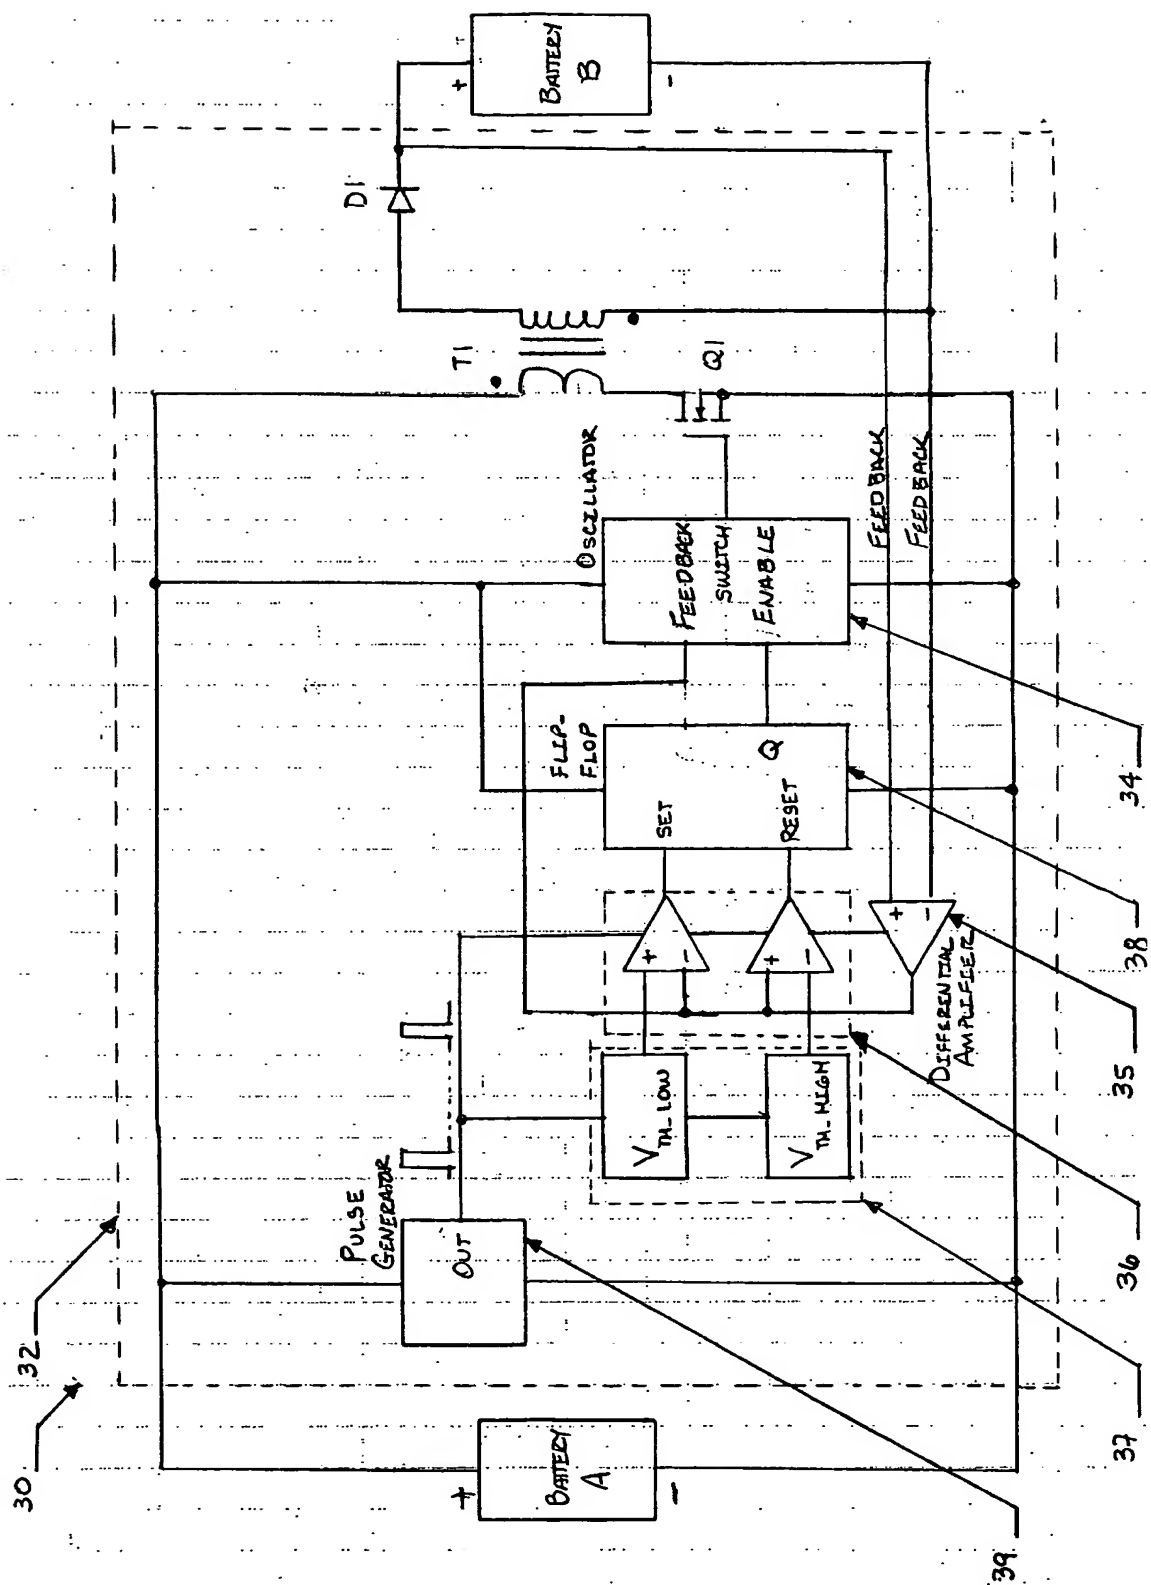 30
32
+
BATTERY
A
-
PULSE
GENERATOR
OUT
39
VTH_LOW
VTH_HIGH
37
+
-
+
-
36
DIFFERENTIAL
AMPLIFIER
+
-
35
FLIP-
FLOP
SET
RESET
Q
38
OSCILLATOR
FEEDBACK
SWITCH
ENABLE
34
FEEDBACK
FEEDBACK
T1
Q1
D1
+
BATTERY
B
-